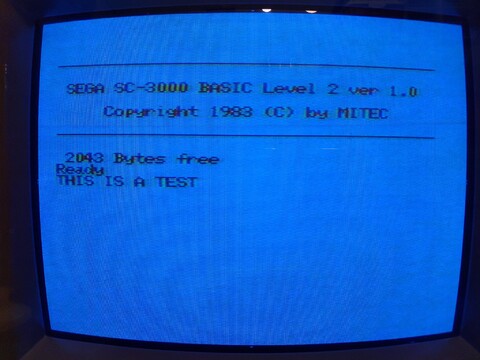 SEGA SC-3000 BASIC Level 2 ver 1.0
Copyright 1983 (C) by MITEC
2043 Bytes free
Ready
THIS IS A TEST